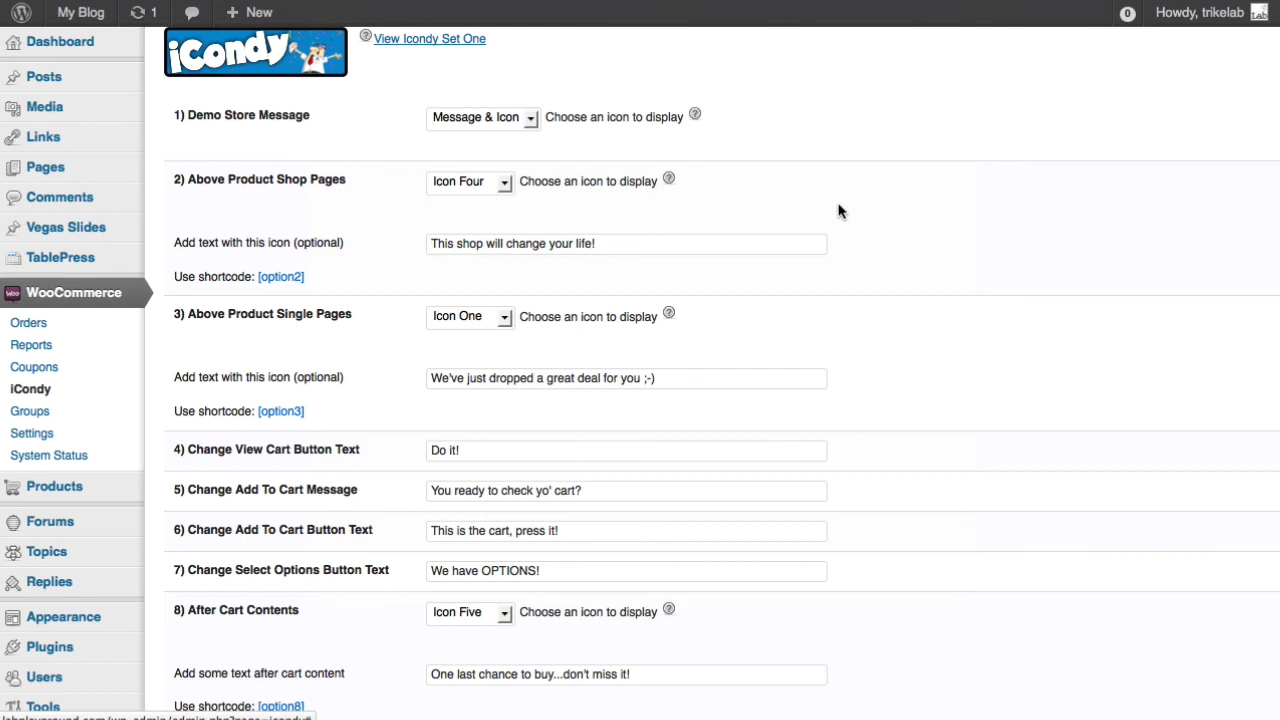 My Blog 1 New 0 Howdy, trikelab
Dashboard
Posts
Media
Links
Pages
Comments
Vegas Slides
TablePress
WooCommerce
Orders
Reports
Coupons
iCondy
Groups
Settings
System Status
Products
Forums
Topics
Replies
Appearance
Plugins
Users
Tools
iCondy
View Icondy Set One
1) Demo Store Message Message & Icon Choose an icon to display
2) Above Product Shop Pages Icon Four Choose an icon to display
Add text with this icon (optional) This shop will change your life!
Use shortcode: [option2]
3) Above Product Single Pages Icon One Choose an icon to display
Add text with this icon (optional) We've just dropped a great deal for you ;-)
Use shortcode: [option3]
4) Change View Cart Button Text Do it!
5) Change Add To Cart Message You ready to check yo' cart?
6) Change Add To Cart Button Text This is the cart, press it!
7) Change Select Options Button Text We have OPTIONS!
8) After Cart Contents Icon Five Choose an icon to display
Add some text after cart content One last chance to buy...don't miss it!
Use shortcode: [option8]